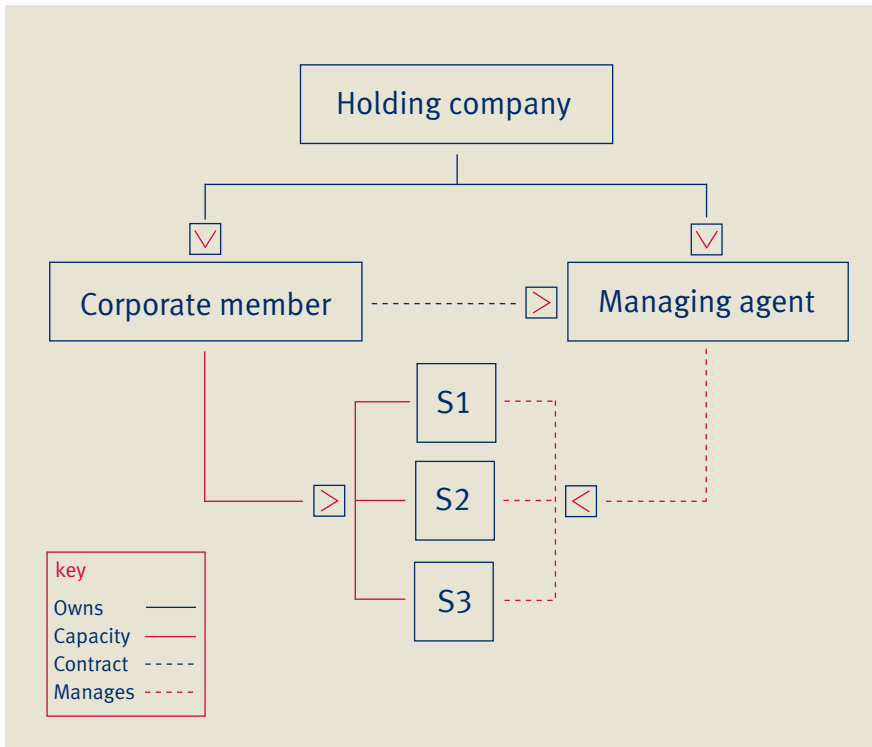 Holding company
Corporate member
Managing agent
S1
S2
S3
key
Owns
Capacity
Contract
Manages